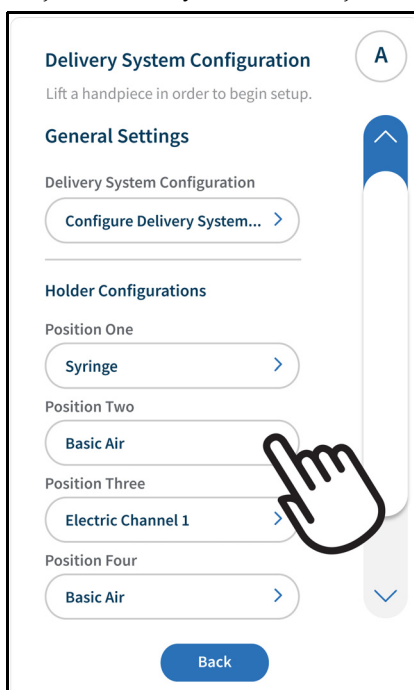 Delivery System Configuration
A
Lift a handpiece in order to begin setup.
General Settings
Delivery System Configuration
Configure Delivery System...
Holder Configurations
Position One
Syringe
Position Two
Basic Air
Position Three
Electric Channel 1
Position Four
Basic Air
Back